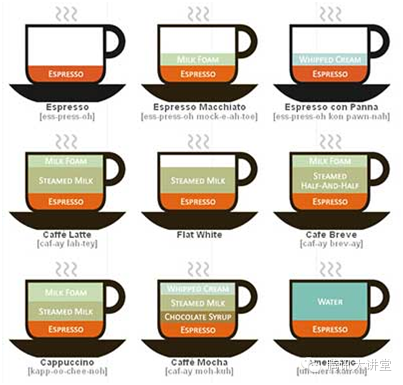 ESPRESSO
Espresso
[ess-press-oh]
MILK FOAM
ESPRESSO
Espresso Macchiato
[ess-press-oh mock-e-ah-toe]
WHIPPED CREAM
ESPRESSO
Espresso con Panna
[ess-press-oh kon pawn-nah]
MILK FOAM
STEAMED MILK
ESPRESSO
Caffé Latte
[caf-ay lah-tey]
STEAMED MILK
ESPRESSO
Flat White
MILK FOAM
STEAMED
HALF-AND-HALF
ESPRESSO
Cafe Breve
[caf-ay brev-ay]
MILK FOAM
STEAMED MILK
ESPRESSO
Cappuccino
[kapp-oo-chee-noh]
WHIPPED CREAM
STEAMED MILK
CHOCOLATE SYRUP
ESPRESSO
Caffé Mocha
[caf-ay moh-kuh]
WATER
ESPRESSO